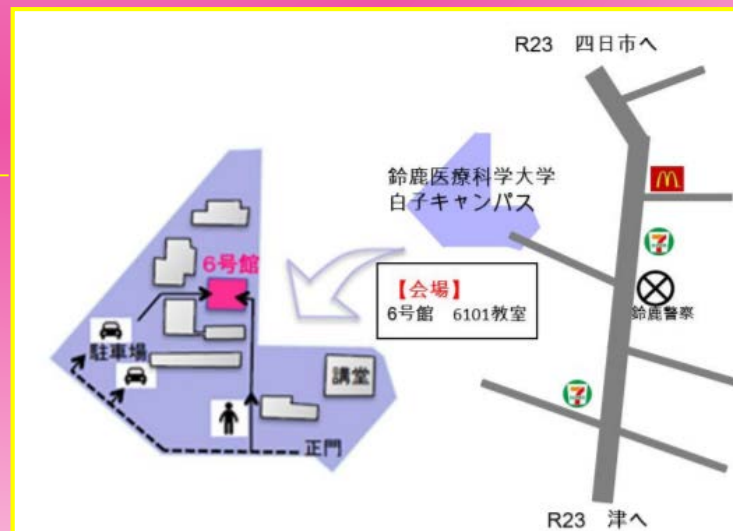 R23 四日市へ
鈴鹿医療科学大学
白子キャンパス
6号館
【会場】
6号館 6101教室
鈴鹿警察
駐車場
講堂
正門
R23 津へ
7
7